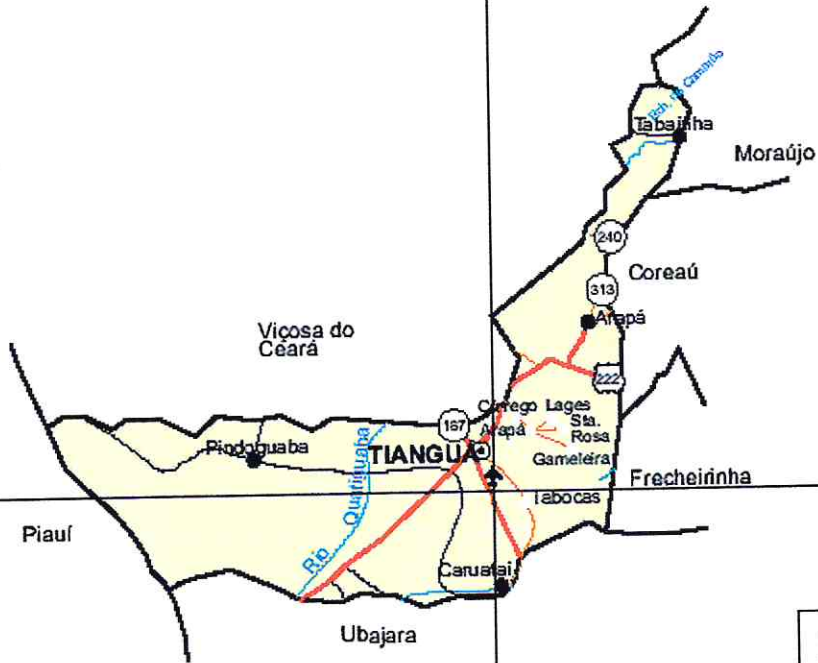 Tabainha
Moraújo
240
Coreaú
313
Arapá
Viçosa do
Ceará
222
167
Córrego Lages
Arapá
Sta.
Rosa
Pindoguaba
TIANGUÁ
Gameleira
Rio Quatiguaba
Tabocas
Frecheirinha
Piauí
Caruataí
Ubajara